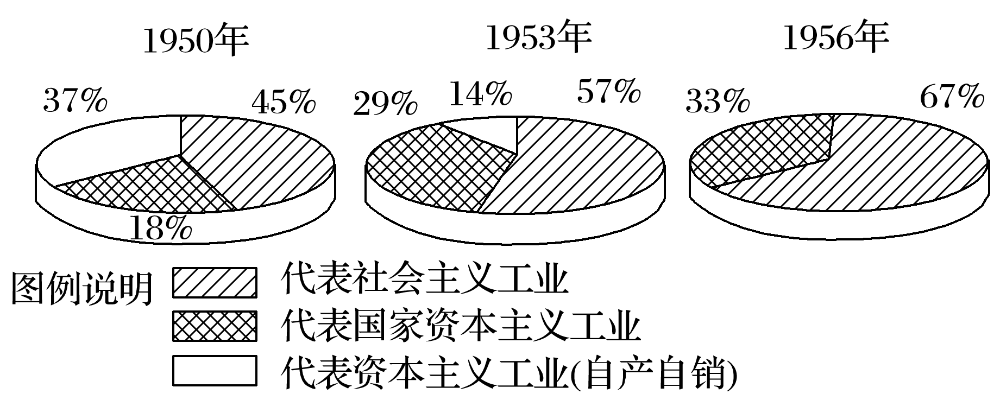 1950年 1953年 1956年
37% 45% 29% 14% 57% 33% 67%
18%
图例说明 代表社会主义工业
代表国家资本主义工业
代表资本主义工业(自产自销)